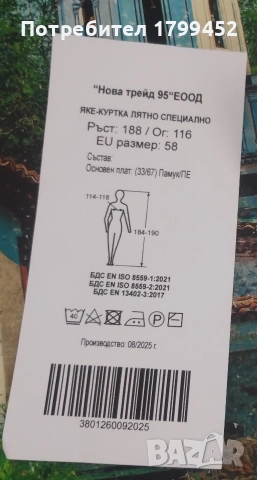 Потребител 1799452
"Нова трейд 95"ЕООД
ЯКЕ-КУРТКА ЛЯТНО СПЕЦИАЛНО
Ръст: 188 / Ог: 116
EU размер: 58
Състав:
Основен плат: (33/67) Памук/ПЕ
114-118
184-190
БДС EN ISO 8559-1:2021
БДС EN ISO 8559-2:2021
БДС EN 13402-3:2017
40 P
Производство: 08/2025 г.
3801260092025
BAZAR